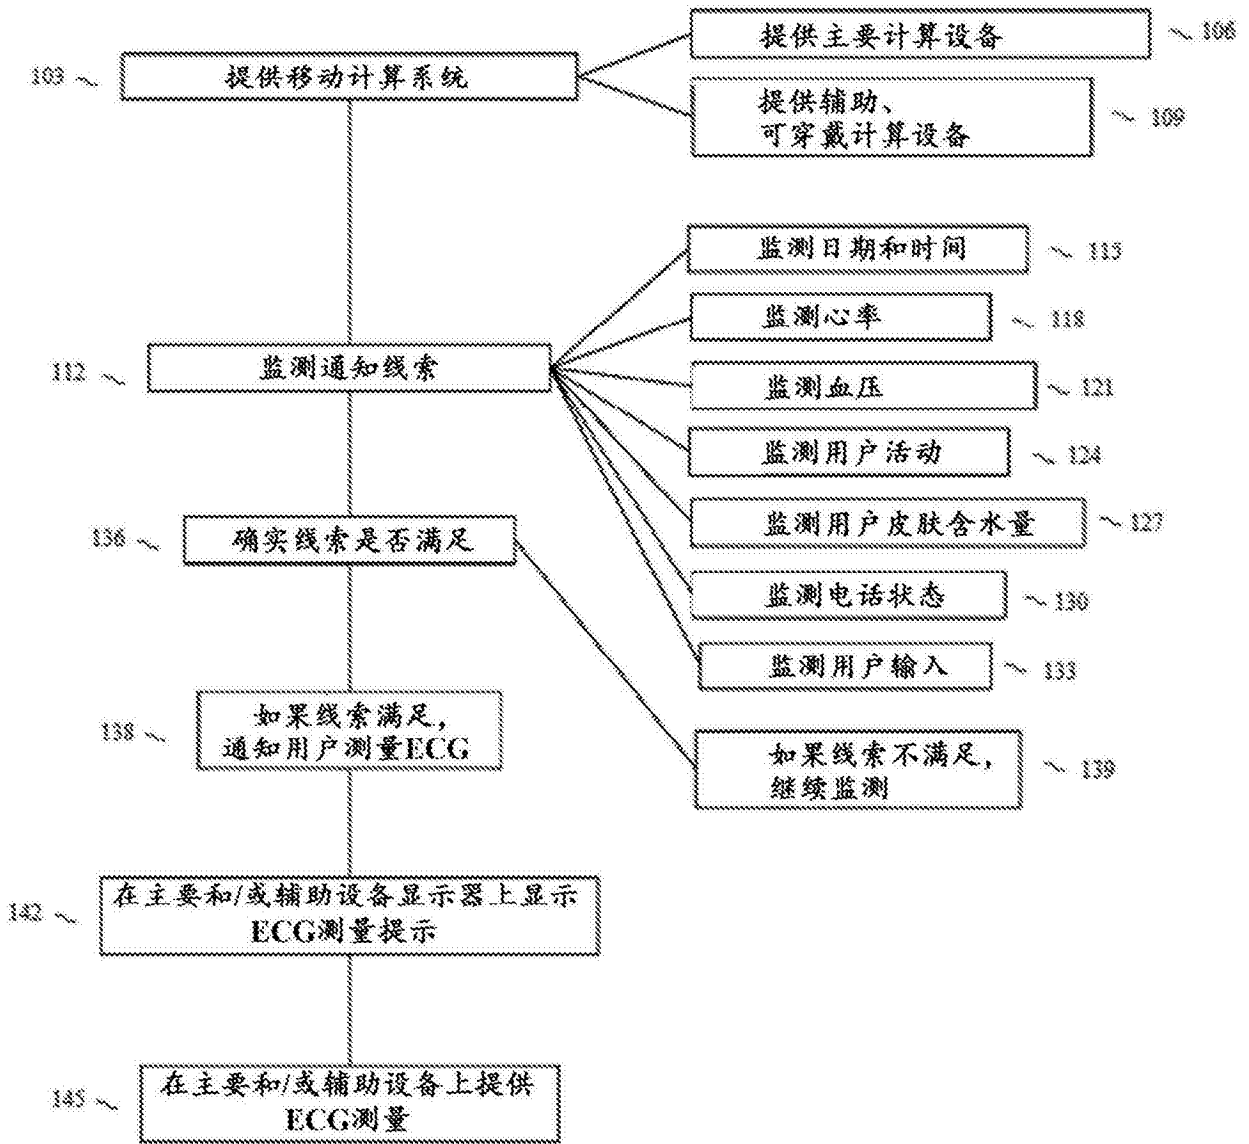 提供主要计算设备
106
103
提供移动计算系统
提供辅助、
可穿戴计算设备
109
监测日期和时间
115
监测心率
118
112
监测通知线索
监测血压
121
监测用户活动
124
监测用户皮肤含水量
127
136
确实线索是否满足
监测电话状态
130
监测用户输入
133
138
如果线索满足，
通知用户测量ECG
如果线索不满足，
继续监测
139
142
在主要和/或辅助设备显示器上显示
ECG测量提示
145
在主要和/或辅助设备上提供
ECG测量